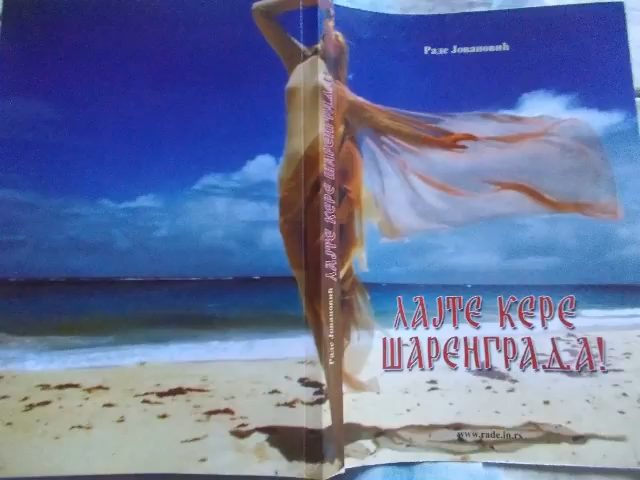 Раде Јовановић
ЛАЈТЕ КЕРЕ
ШАРЕНГРАДА!
www.rade.in.rs
Раде Јовановић ЛАЈТЕ КЕРЕ ШАРЕНГРАДА!